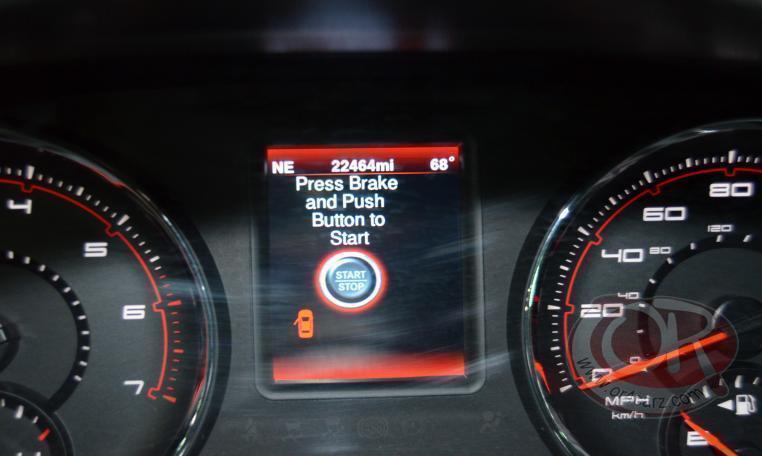 NE 22464mi 68°
Press Brake
and Push
Button to
Start
START
STOP
4
5
6
7
80
60
120
40 80
40
20
0
MPH
km/h
E